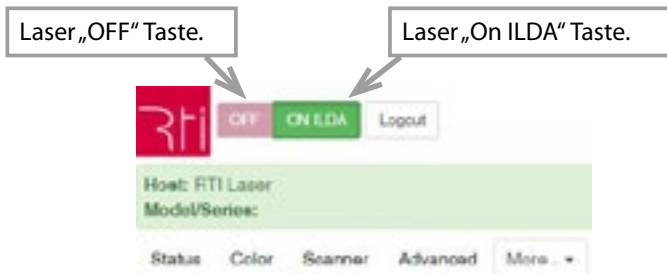 Laser „OFF“ Taste.
Laser „On ILDA“ Taste.
Rti OFF ON ILDA Logout
Host: RTI Laser
Model/Series:
Status Color Scanner Advanced More...